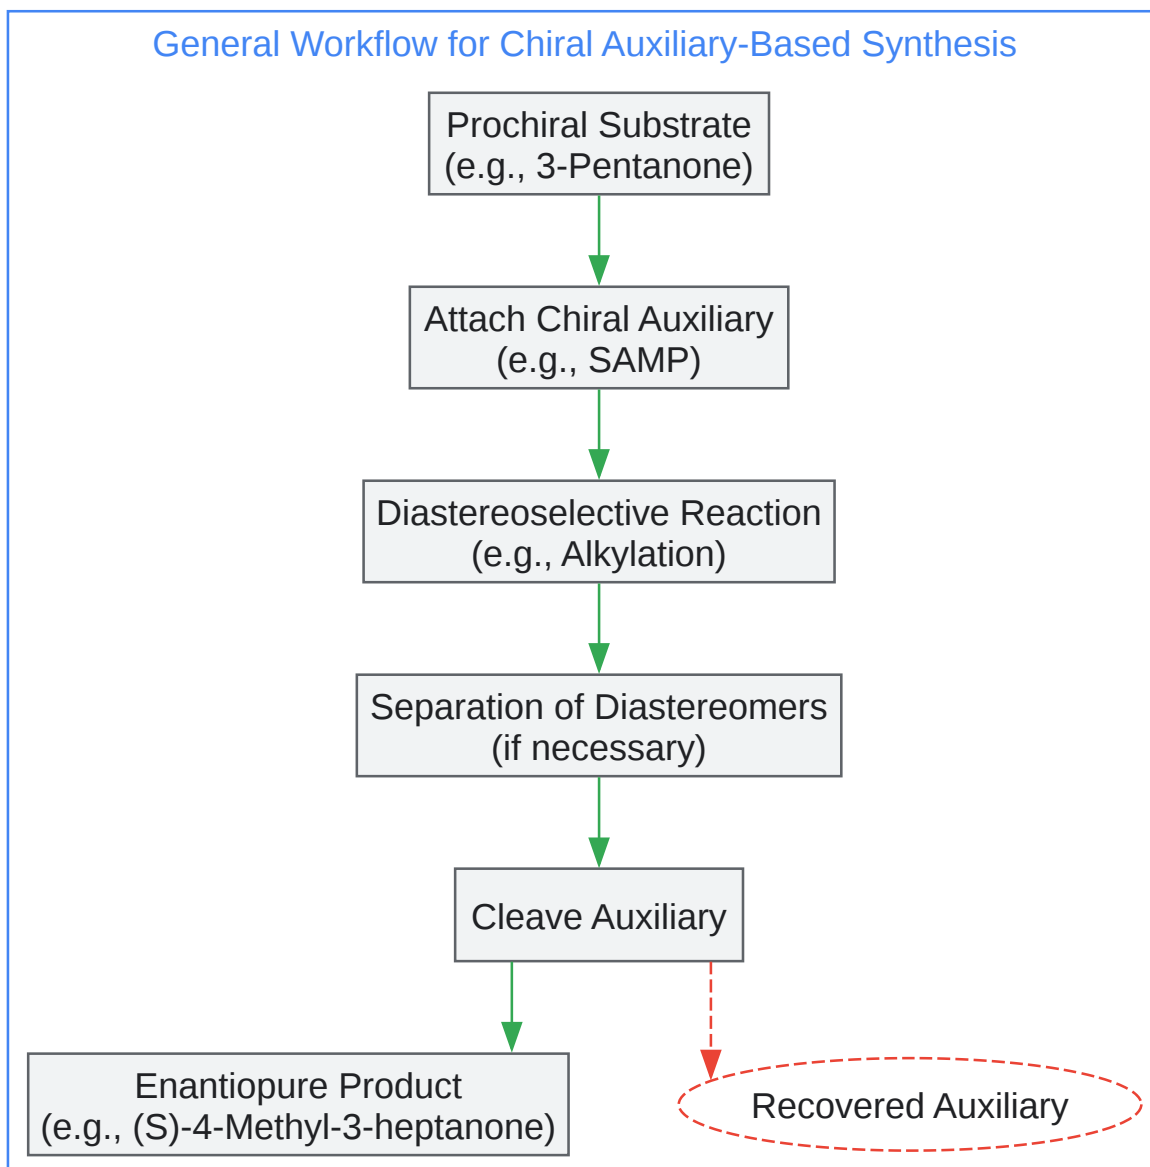 General Workflow for Chiral Auxiliary-Based Synthesis
Prochiral Substrate
(e.g., 3-Pentanone)
Attach Chiral Auxiliary
(e.g., SAMP)
Diastereoselective Reaction
(e.g., Alkylation)
Separation of Diastereomers
(if necessary)
Cleave Auxiliary
Enantiopure Product
(e.g., (S)-4-Methyl-3-heptanone)
Recovered Auxiliary